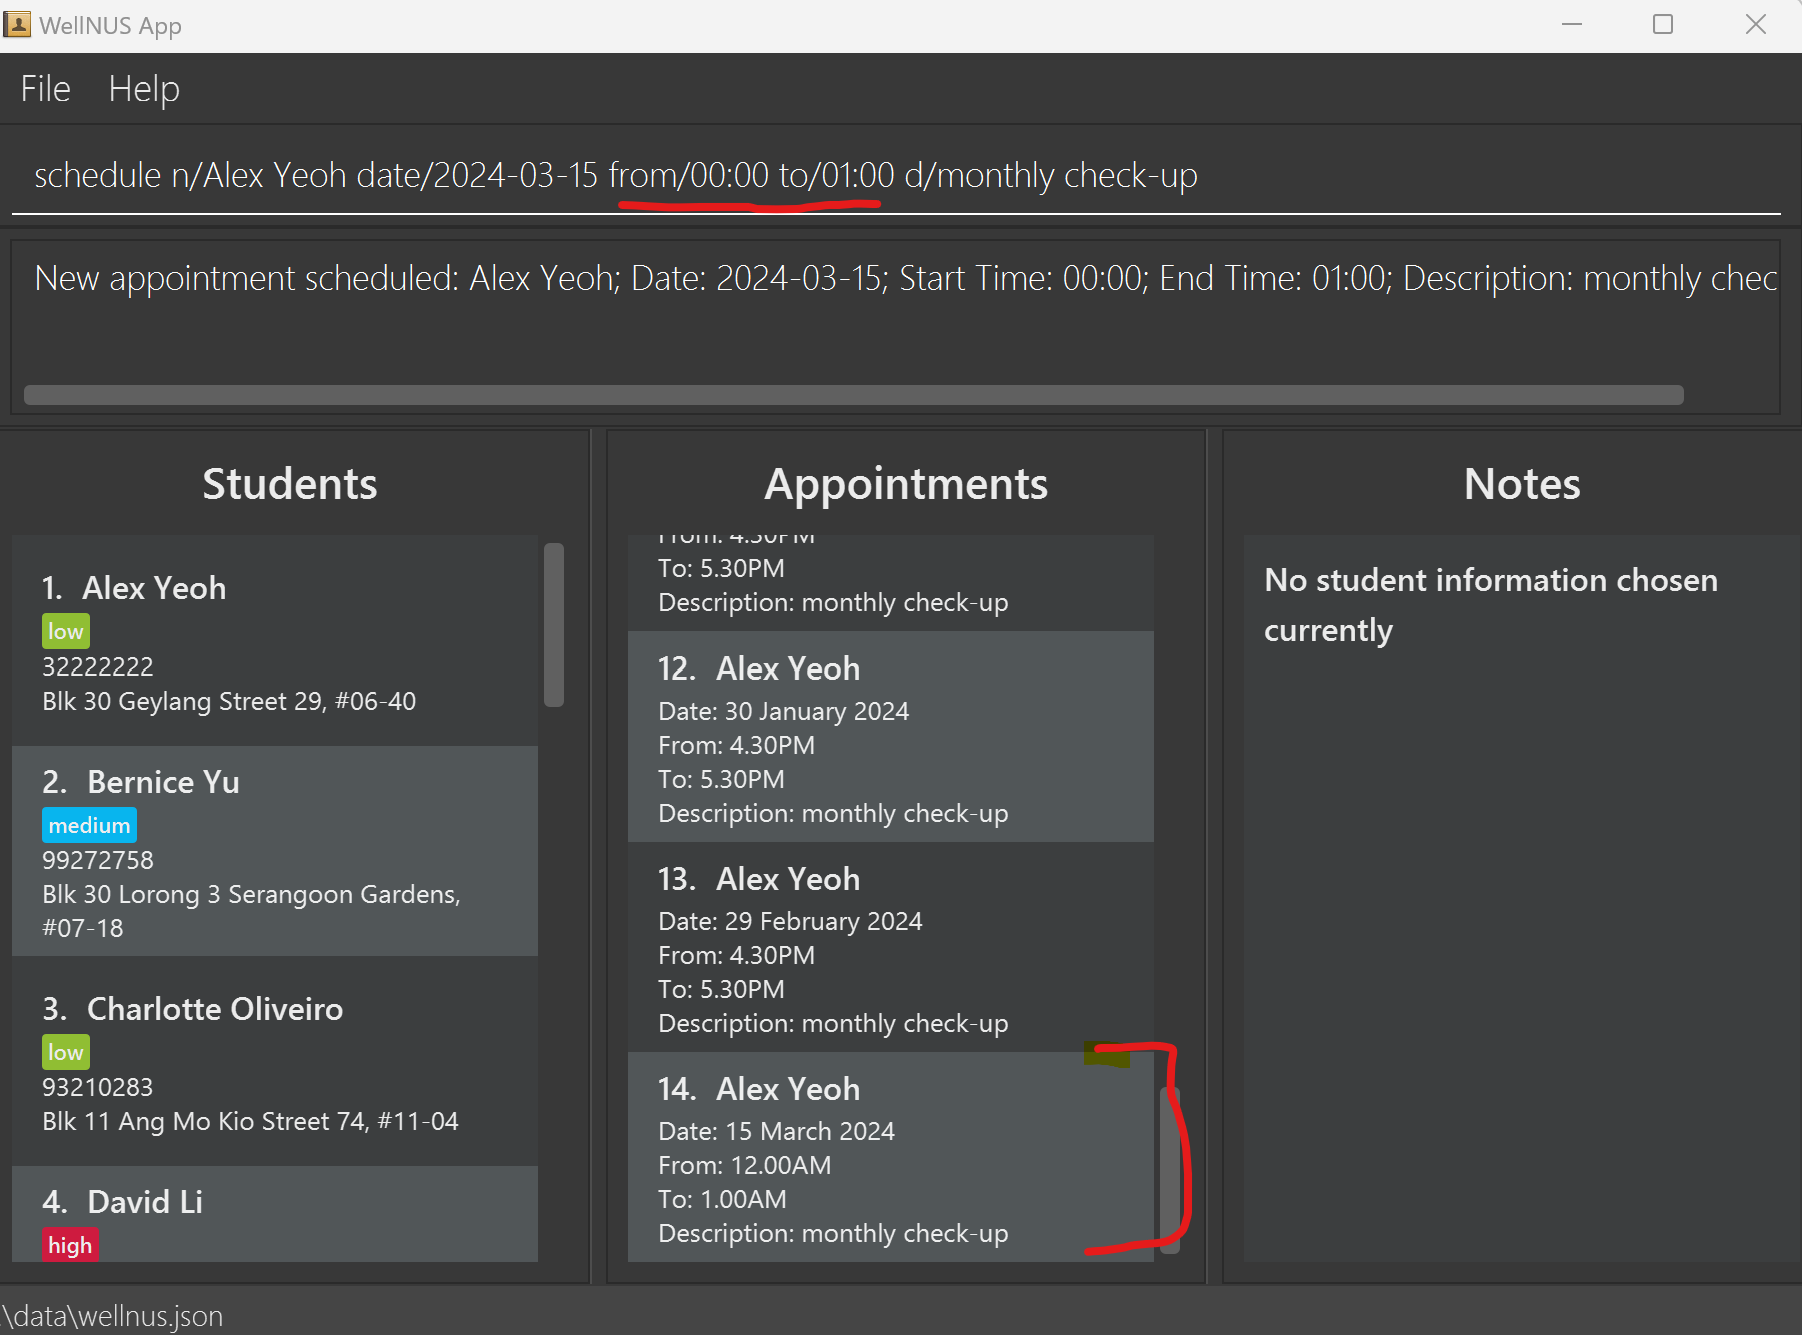 WellNUS App
File Help
schedule n/Alex Yeoh date/2024-03-15 from/00:00 to/01:00 d/monthly check-up
New appointment scheduled: Alex Yeoh; Date: 2024-03-15; Start Time: 00:00; End Time: 01:00; Description: monthly chec
Students
1. Alex Yeoh
low
32222222
Blk 30 Geylang Street 29, #06-40
2. Bernice Yu
medium
99272758
Blk 30 Lorong 3 Serangoon Gardens,
#07-18
3. Charlotte Oliveiro
low
93210283
Blk 11 Ang Mo Kio Street 74, #11-04
4. David Li
high
Appointments
From: 4.30PM
To: 5.30PM
Description: monthly check-up
12. Alex Yeoh
Date: 30 January 2024
From: 4.30PM
To: 5.30PM
Description: monthly check-up
13. Alex Yeoh
Date: 29 February 2024
From: 4.30PM
To: 5.30PM
Description: monthly check-up
14. Alex Yeoh
Date: 15 March 2024
From: 12.00AM
To: 1.00AM
Description: monthly check-up
Notes
No student information chosen
currently
\data\wellnus.json